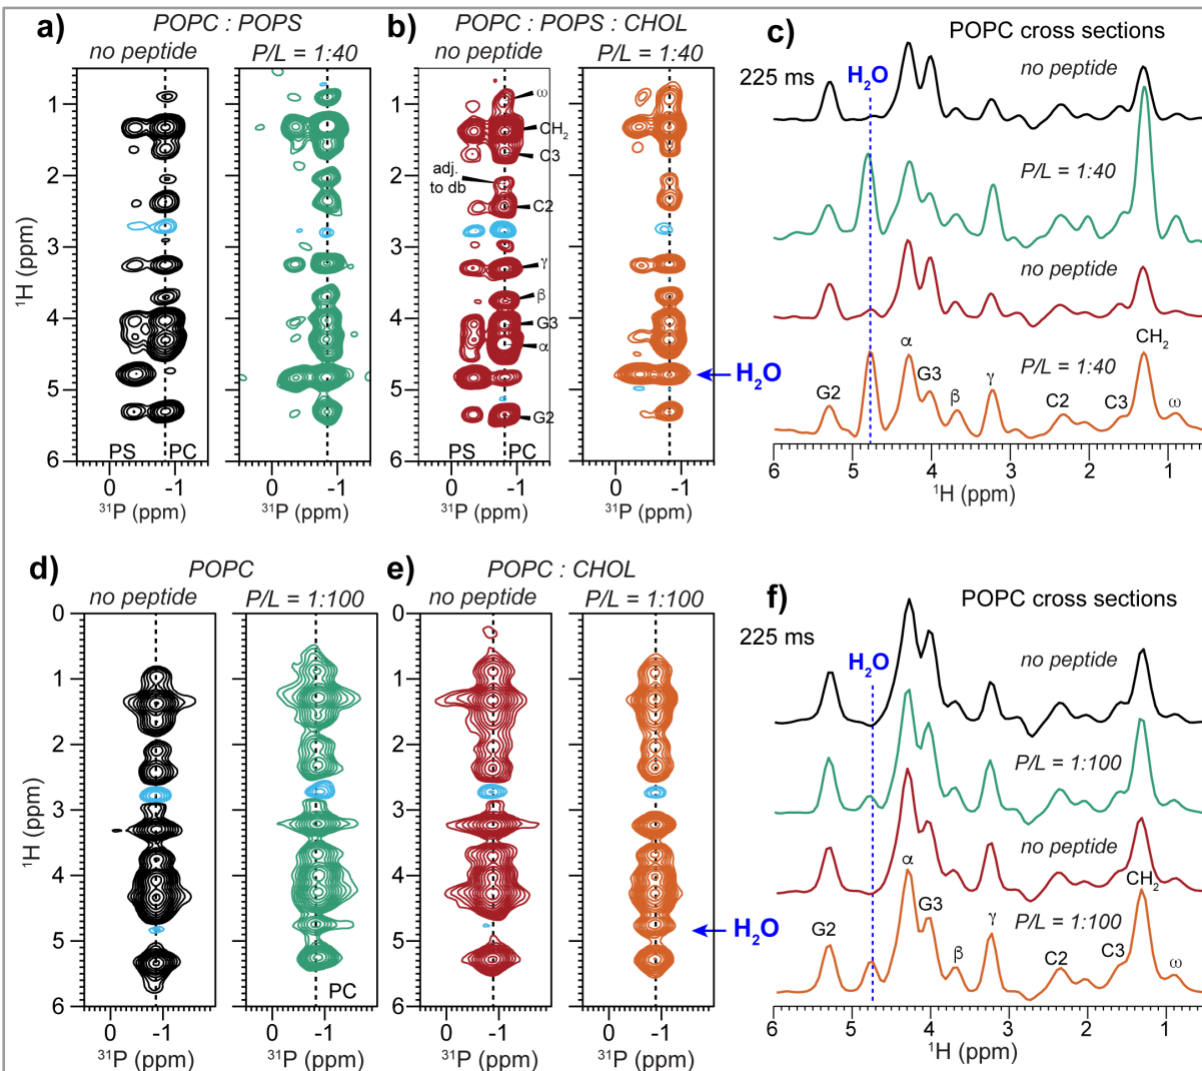 a) POPC : POPS
no peptide P/L = 1:40
b) POPC : POPS : CHOL
no peptide P/L = 1:40
c) POPC cross sections
225 ms
H₂O
no peptide
P/L = 1:40
no peptide
P/L = 1:40
G2 α G3 β γ C2 C3 CH₂ ω
6 5 4 3 2 1
¹H (ppm)
ω
CH₂
C3
adj.
to db
C2
γ
β
G3
α
H₂O
G2
1
2
3
4
5
6
¹H (ppm)
PS PC
PS PC
0 -1
0 -1
0 -1
0 -1
³¹P (ppm) ³¹P (ppm) ³¹P (ppm) ³¹P (ppm)
d) POPC
no peptide P/L = 1:100
e) POPC : CHOL
no peptide P/L = 1:100
f) POPC cross sections
225 ms
H₂O
no peptide
P/L = 1:100
no peptide
P/L = 1:100
G2 α G3 β γ C2 C3 CH₂ ω
6 5 4 3 2 1
¹H (ppm)
0
1
2
3
4
5
6
¹H (ppm)
H₂O
PC
0 -1
0 -1
0 -1
0 -1
³¹P (ppm) ³¹P (ppm) ³¹P (ppm) ³¹P (ppm)